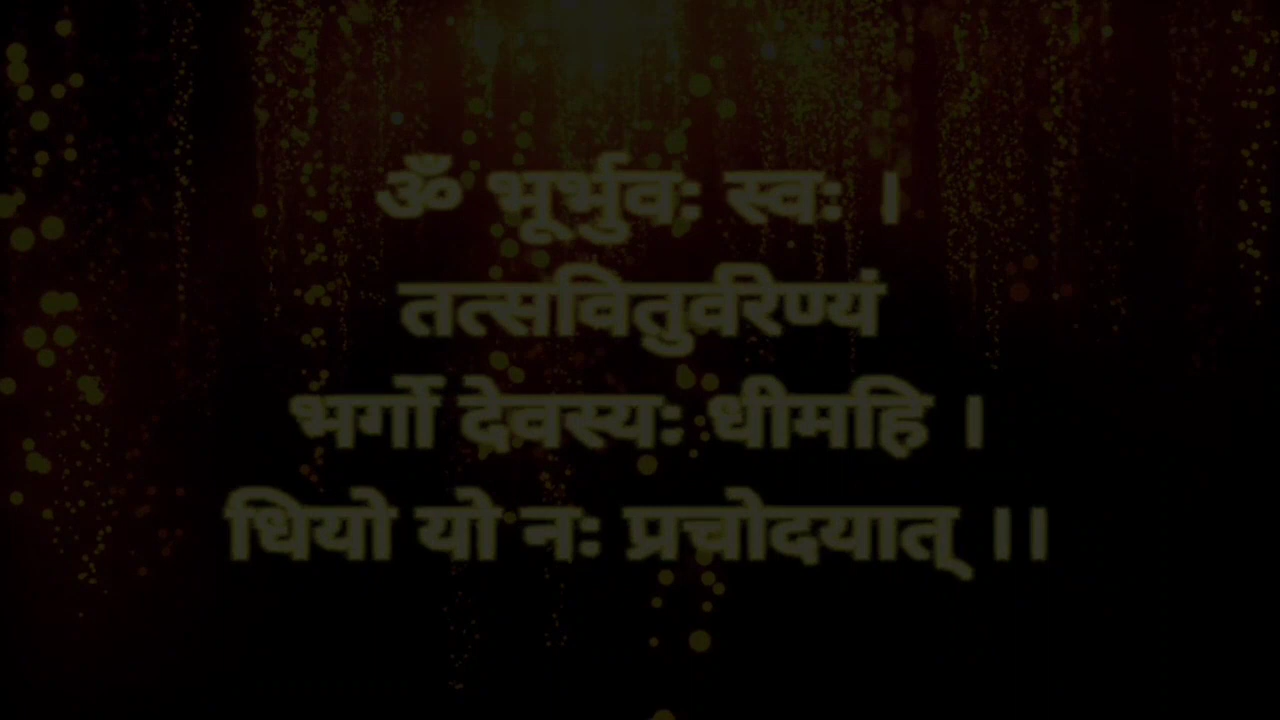 ॐ भूर्भुवः स्वः ।
तत्सवितुर्वरेण्यं
भर्गो देवस्यः धीमहि ।
धियो यो नः प्रचोदयात् ।।